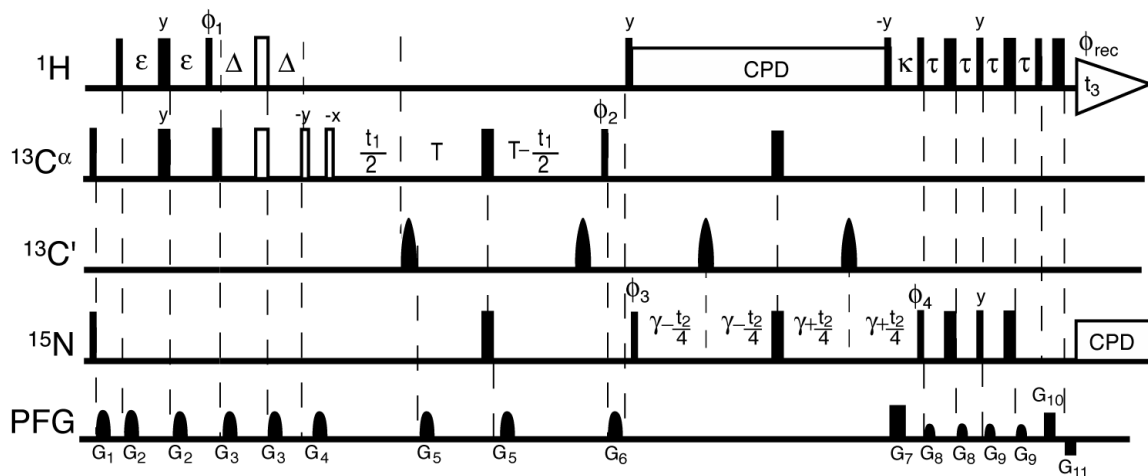 y ϕ1 y -y y ϕrec
1H ε ε Δ Δ CPD κ τ τ τ τ t3
y -y -x ϕ2
13Cα t1/2 T T-t1/2
13C'
ϕ3 ϕ4 y
15N γ-t2/4 γ-t2/4 γ+t2/4 γ+t2/4 CPD
PFG G10
G1 G2 G2 G3 G3 G4 G5 G5 G6 G7 G8 G8 G9 G9 G11